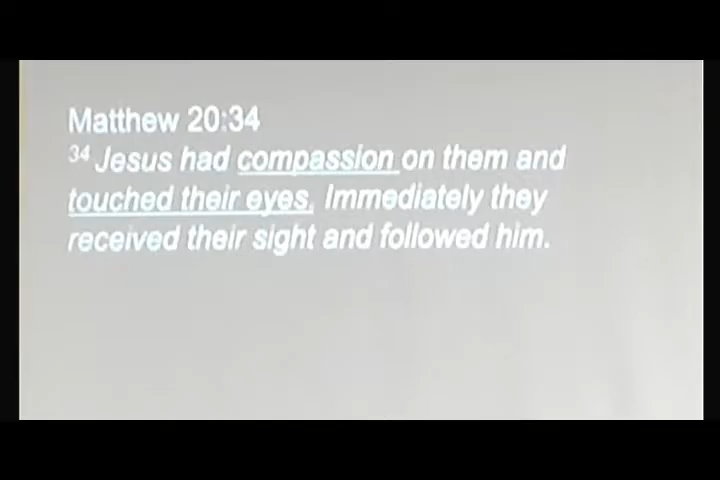 Matthew 20:34
34 Jesus had compassion on them and
touched their eyes. Immediately they
received their sight and followed him.